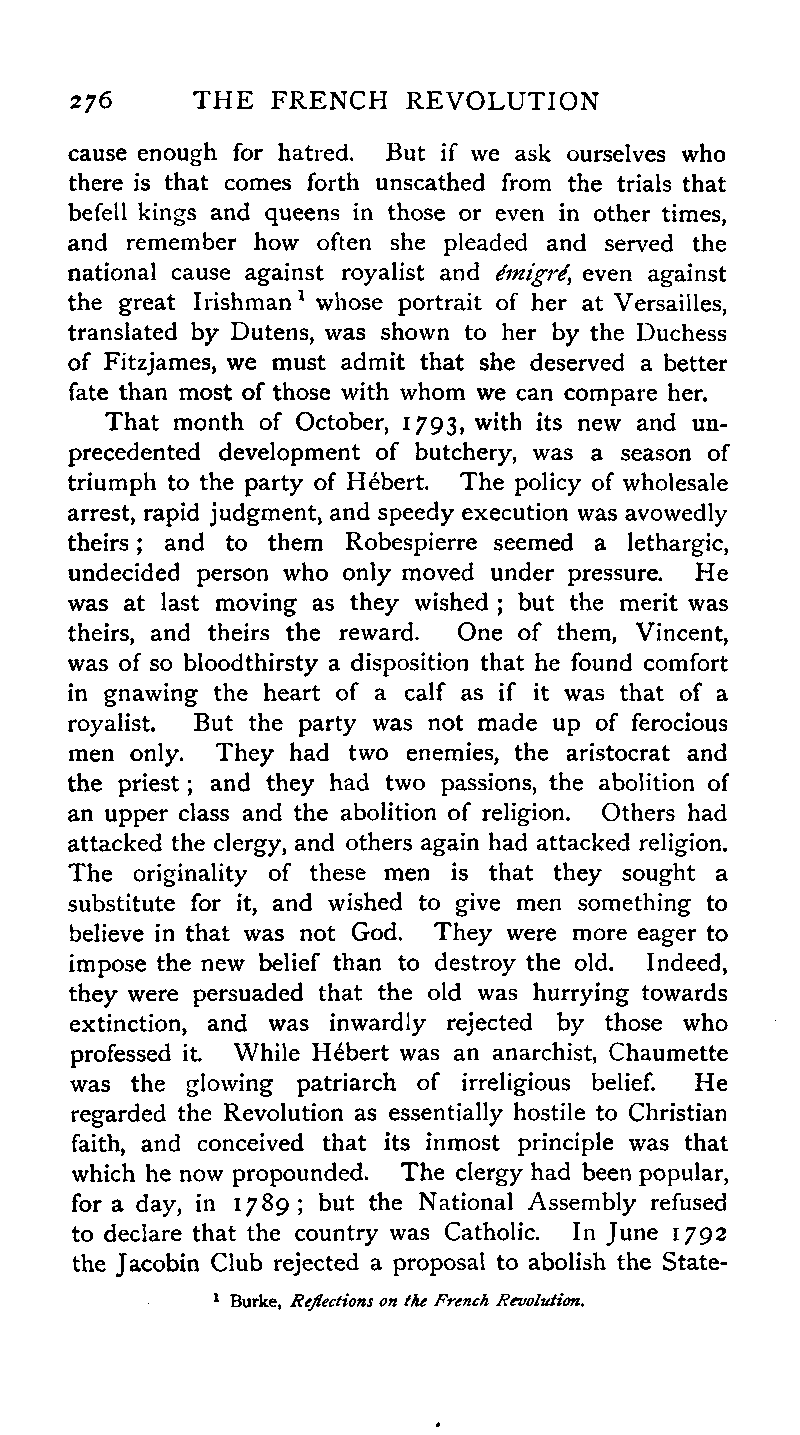 276 THE FRENCH REVOLUTION
cause enough for hatred. But if we ask ourselves who
there is that comes forth unscathed from the trials that
befell kings and queens in those or even in other times,
and remember how often she pleaded and served the
national cause against royalist and émigré, even against
the great Irishman¹ whose portrait of her at Versailles,
translated by Dutens, was shown to her by the Duchess
of Fitzjames, we must admit that she deserved a better
fate than most of those with whom we can compare her.
That month of October, 1793, with its new and un-
precedented development of butchery, was a season of
triumph to the party of Hébert. The policy of wholesale
arrest, rapid judgment, and speedy execution was avowedly
theirs ; and to them Robespierre seemed a lethargic,
undecided person who only moved under pressure. He
was at last moving as they wished ; but the merit was
theirs, and theirs the reward. One of them, Vincent,
was of so bloodthirsty a disposition that he found comfort
in gnawing the heart of a calf as if it was that of a
royalist. But the party was not made up of ferocious
men only. They had two enemies, the aristocrat and
the priest ; and they had two passions, the abolition of
an upper class and the abolition of religion. Others had
attacked the clergy, and others again had attacked religion.
The originality of these men is that they sought a
substitute for it, and wished to give men something to
believe in that was not God. They were more eager to
impose the new belief than to destroy the old. Indeed,
they were persuaded that the old was hurrying towards
extinction, and was inwardly rejected by those who
professed it. While Hébert was an anarchist, Chaumette
was the glowing patriarch of irreligious belief. He
regarded the Revolution as essentially hostile to Christian
faith, and conceived that its inmost principle was that
which he now propounded. The clergy had been popular,
for a day, in 1789 ; but the National Assembly refused
to declare that the country was Catholic. In June 1792
the Jacobin Club rejected a proposal to abolish the State-
¹ Burke, Reflections on the French Revolution.